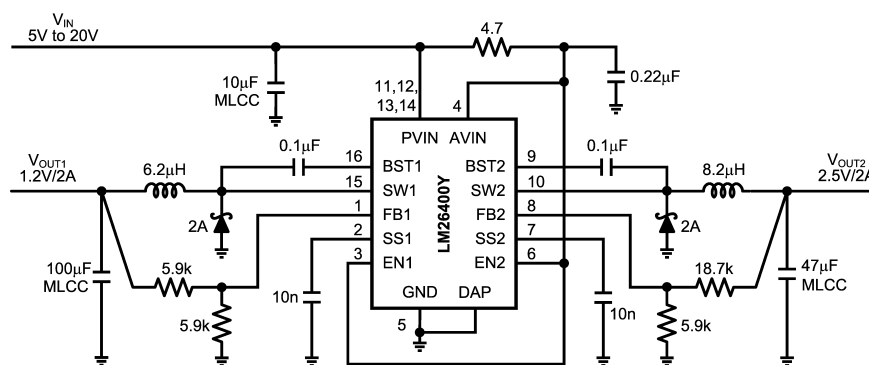 VIN
5V to 20V
4.7
10μF
MLCC
11,12,
13,14
4
0.22μF
PVIN AVIN
0.1μF
16
BST1
BST2
9
0.1μF
VOUT1
1.2V/2A
6.2μH
15
SW1
SW2
10
8.2μH
VOUT2
2.5V/2A
LM26400Y
1
FB1
FB2
8
2A
2A
2
SS1
SS2
7
3
EN1
EN2
6
100μF
MLCC
5.9k
18.7k
47μF
MLCC
10n
GND DAP
10n
5.9k
5
5.9k